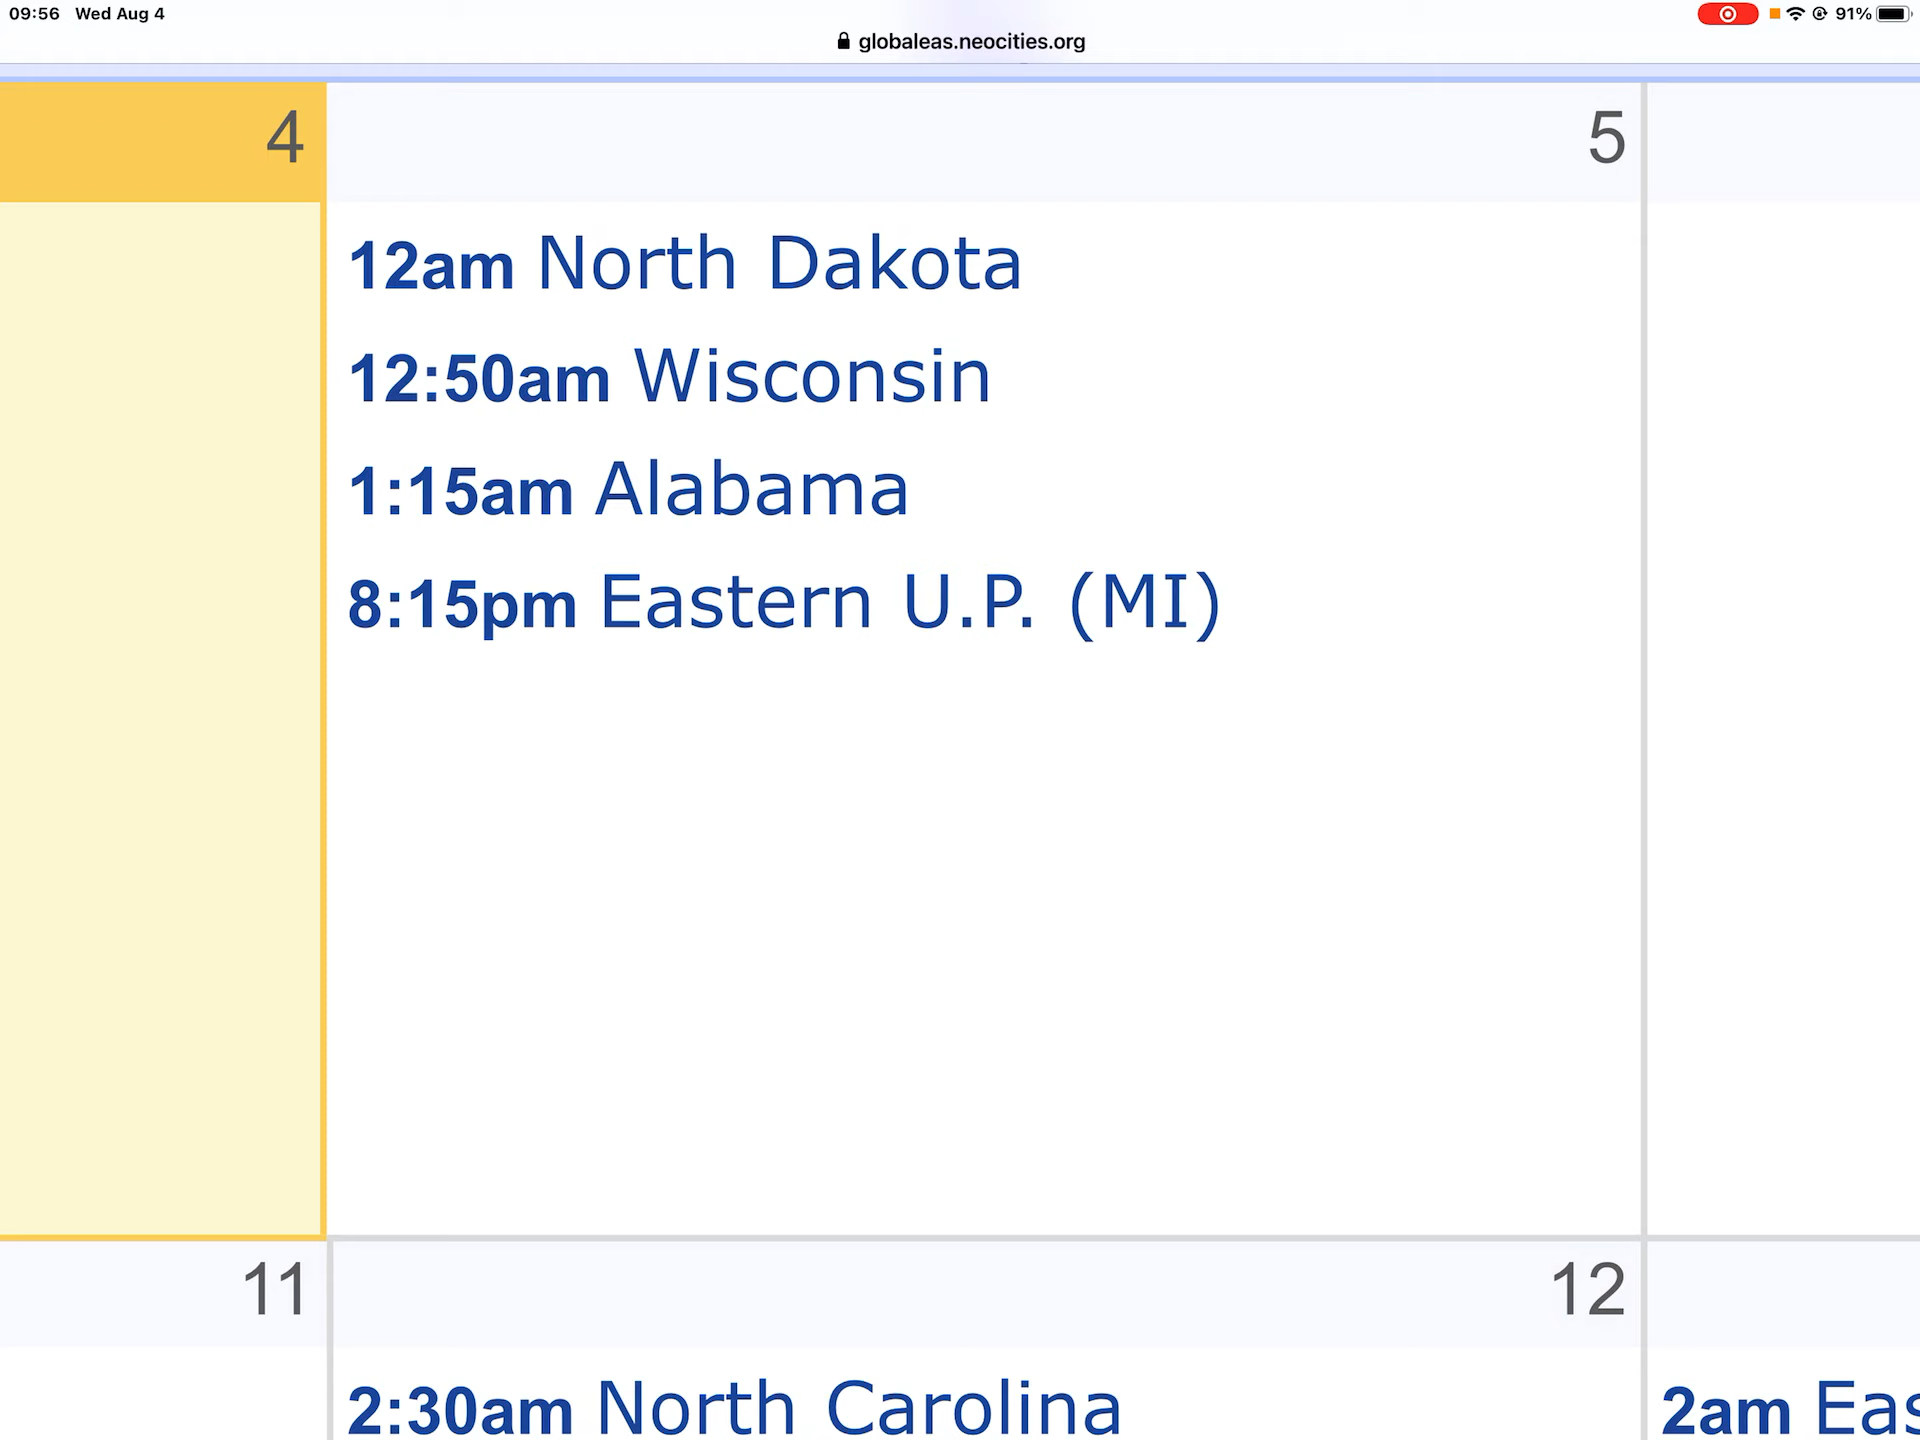 09:56 Wed Aug 4
91%
globaleas.neocities.org
4
5
12am North Dakota
12:50am Wisconsin
1:15am Alabama
8:15pm Eastern U.P. (MI)
11
12
2:30am North Carolina
2am Eas